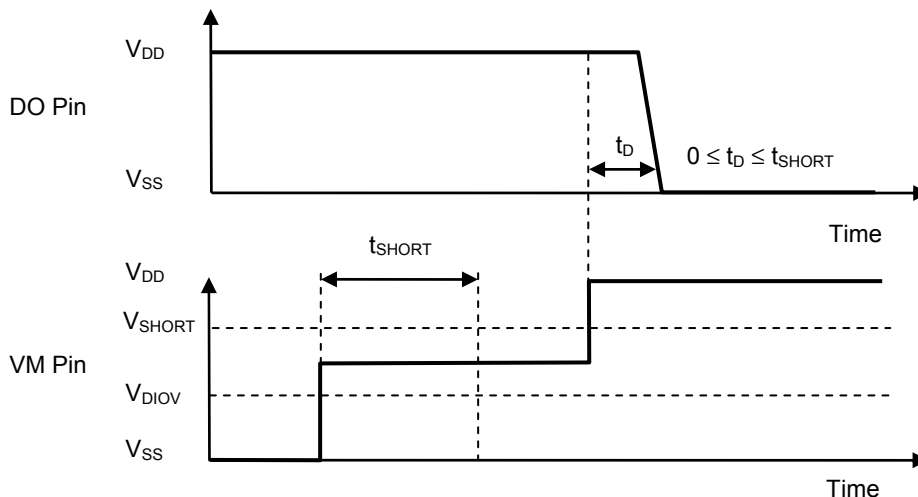 V_DD
DO Pin
t_D
0 ≤ t_D ≤ t_SHORT
V_SS
Time
t_SHORT
V_DD
V_SHORT
VM Pin
V_DIOV
V_SS
Time